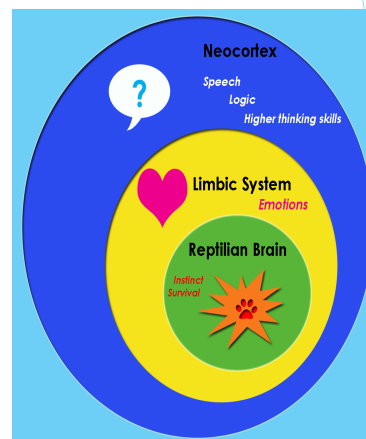 Neocortex
Speech
Logic
Higher thinking skills
?
Limbic System
Emotions
Reptilian Brain
Instinct
Survival